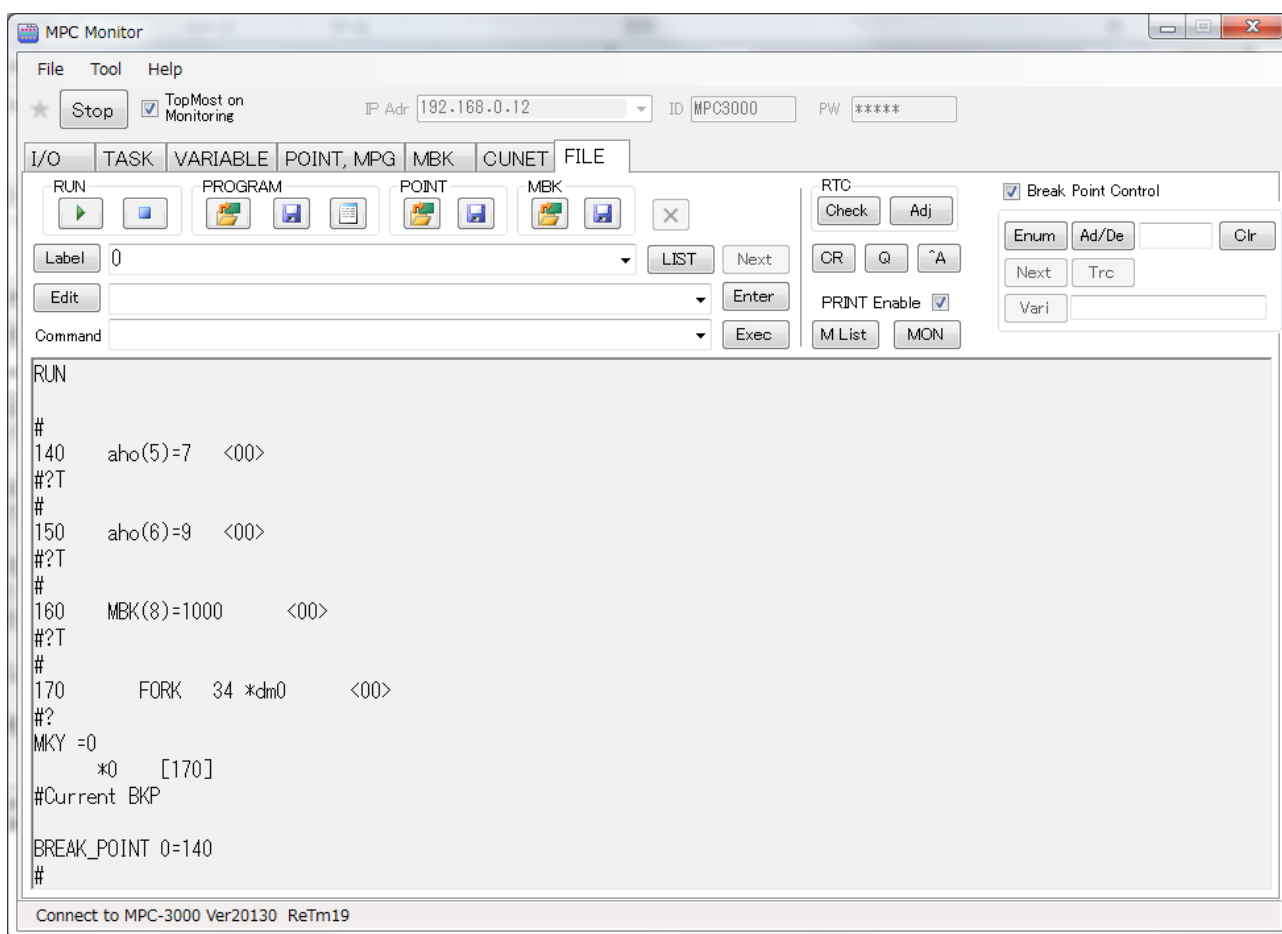 MPC Monitor
File Tool Help
Stop TopMost on Monitoring IP Adr 192.168.0.12 ID MPC3000 PW *****
I/O TASK VARIABLE POINT, MPG MBK CUNET FILE
RUN PROGRAM POINT MBK RTC Break Point Control
Check Adj
Enum Ad/De Clr
Label 0 LIST Next CR Q ^A
Next Trc
Edit Enter PRINT Enable
Vari
Command Exec M List MON
RUN
#
140 aho(5)=7 <00>
#?T
#
150 aho(6)=9 <00>
#?T
#
160 MBK(8)=1000 <00>
#?T
#
170 FORK 34 *dm0 <00>
#?
MKY =0
*0 [170]
#Current BKP
BREAK_POINT 0=140
#
Connect to MPC-3000 Ver20130 ReTm19